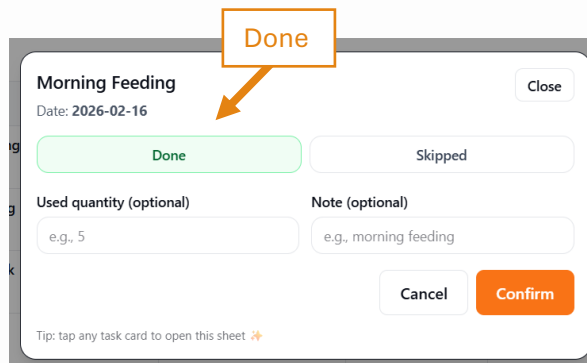 Done
Morning Feeding
Close
Date: 2026-02-16
Done
Skipped
Used quantity (optional)
Note (optional)
e.g., 5
e.g., morning feeding
Cancel
Confirm
Tip: tap any task card to open this sheet ✨